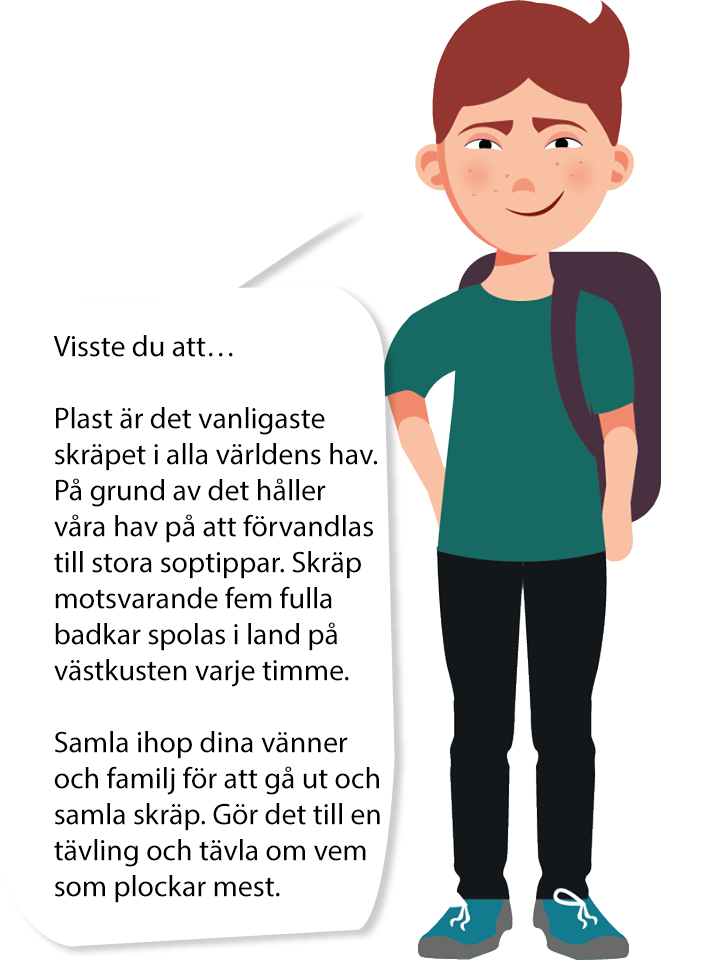 Visste du att…
Plast är det vanligaste
skräpet i alla världens hav.
På grund av det håller
våra hav på att förvandlas
till stora soptippar. Skräp
motsvarande fem fulla
badkar spolas i land på
västkusten varje timme.
Samla ihop dina vänner
och familj för att gå ut och
samla skräp. Gör det till en
tävling och tävla om vem
som plockar mest.